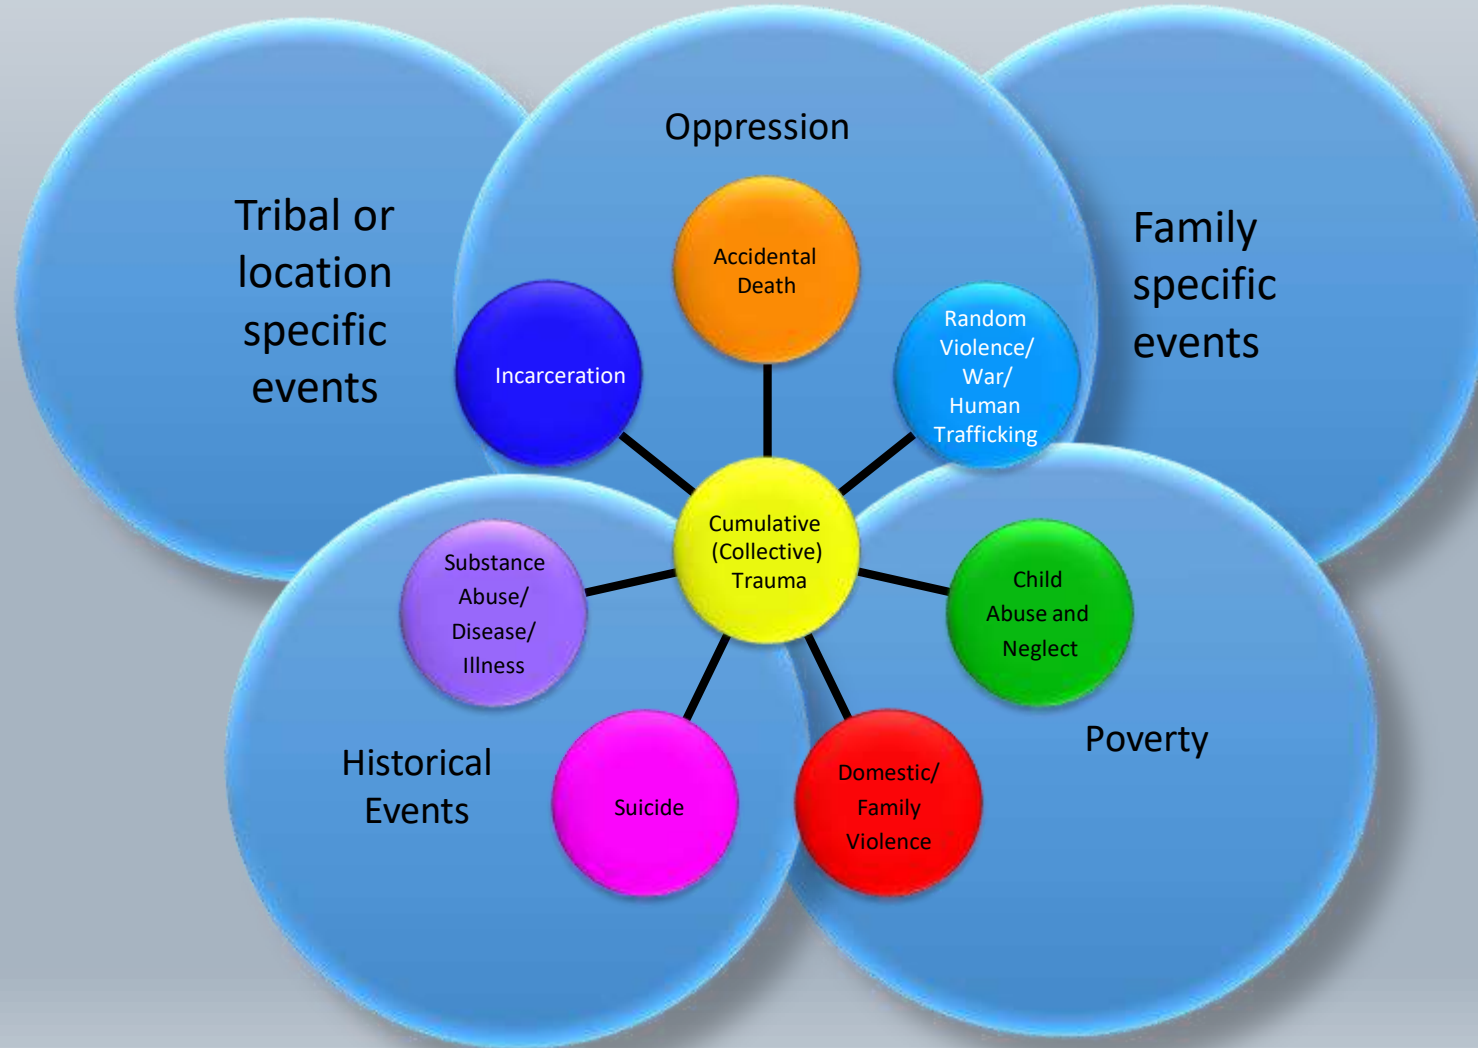 Oppression
Tribal or
location
specific
events
Family
specific
events
Accidental
Death
Incarceration
Random
Violence/
War/
Human
Trafficking
Cumulative
(Collective)
Trauma
Substance
Abuse/
Disease/
Illness
Child
Abuse and
Neglect
Historical
Events
Suicide
Domestic/
Family
Violence
Poverty